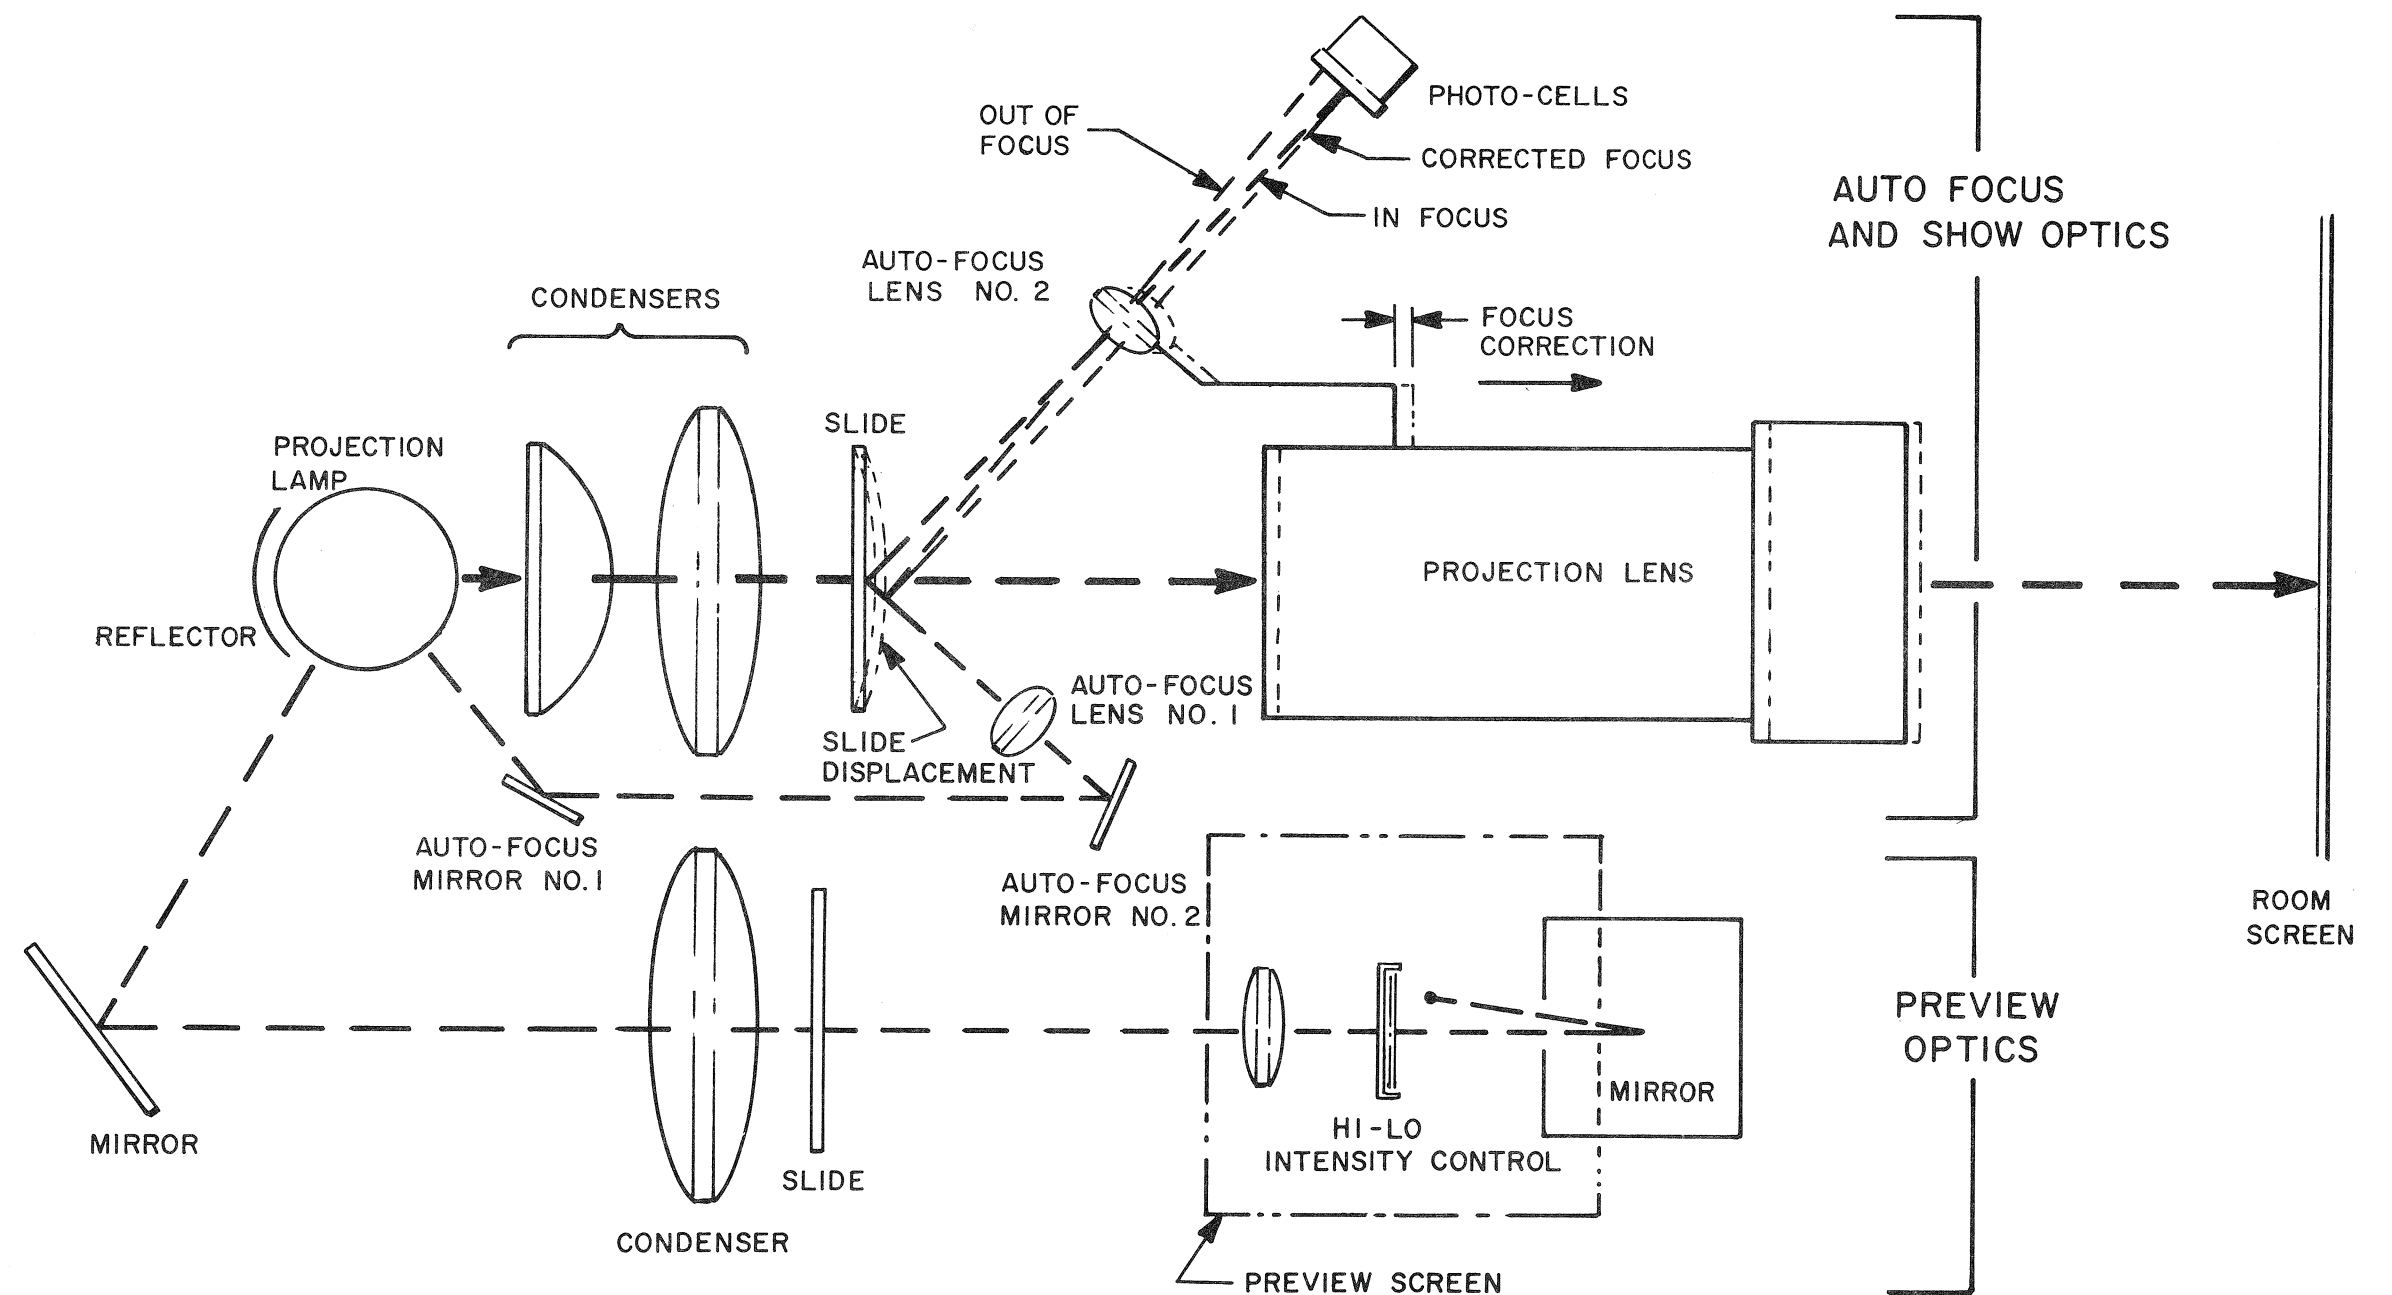 PHOTO-CELLS
OUT OF
FOCUS
CORRECTED FOCUS
IN FOCUS
AUTO FOCUS
AND SHOW OPTICS
AUTO-FOCUS
LENS NO. 2
CONDENSERS
FOCUS
CORRECTION
SLIDE
PROJECTION
LAMP
PROJECTION LENS
REFLECTOR
AUTO-FOCUS
LENS NO. 1
SLIDE
DISPLACEMENT
AUTO-FOCUS
MIRROR NO. 1
AUTO-FOCUS
MIRROR NO. 2
ROOM
SCREEN
PREVIEW
OPTICS
MIRROR
HI-LO
INTENSITY CONTROL
MIRROR
SLIDE
CONDENSER
PREVIEW SCREEN